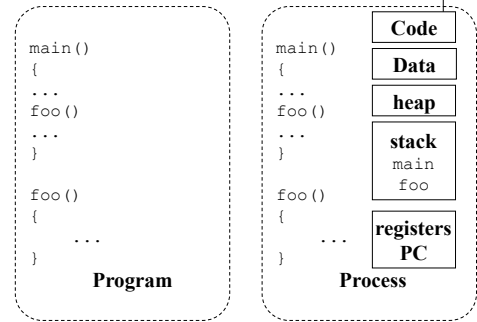 main()
{
...
foo()
...
}
foo()
{
...
}
Program
main()
{
...
foo()
...
}
foo()
{
...
}
Code
Data
heap
stack
main
foo
registers
PC
Process